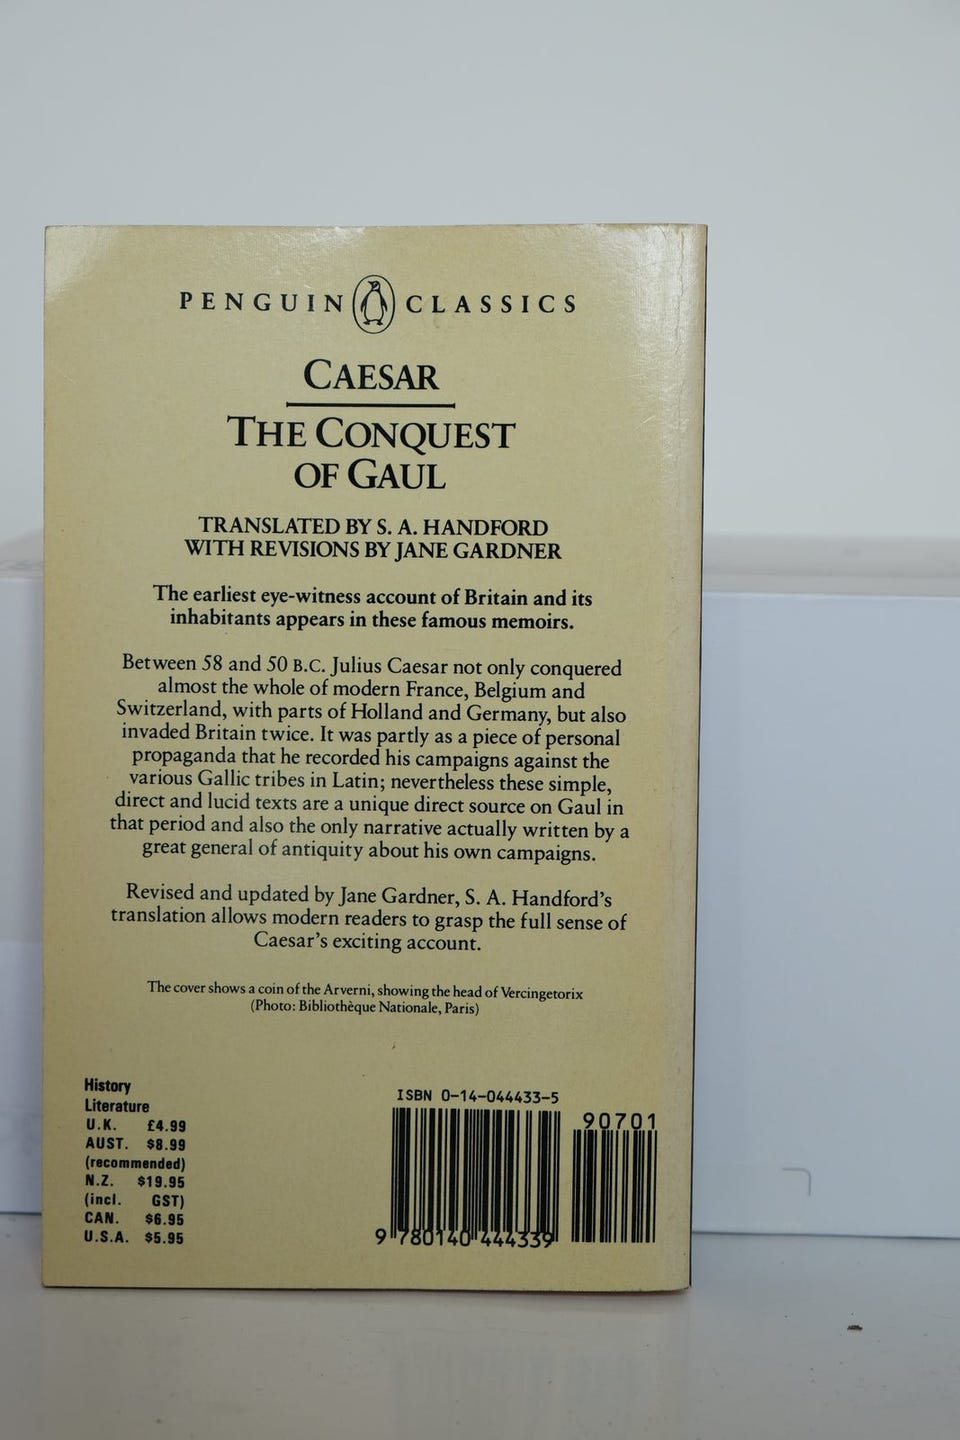 PENGUIN CLASSICS
CAESAR
THE CONQUEST
OF GAUL
TRANSLATED BY S. A. HANDFORD
WITH REVISIONS BY JANE GARDNER
The earliest eye-witness account of Britain and its
inhabitants appears in these famous memoirs.
Between 58 and 50 B.C. Julius Caesar not only conquered
almost the whole of modern France, Belgium and
Switzerland, with parts of Holland and Germany, but also
invaded Britain twice. It was partly as a piece of personal
propaganda that he recorded his campaigns against the
various Gallic tribes in Latin; nevertheless these simple,
direct and lucid texts are a unique direct source on Gaul in
that period and also the only narrative actually written by a
great general of antiquity about his own campaigns.
Revised and updated by Jane Gardner, S. A. Handford's
translation allows modern readers to grasp the full sense of
Caesar's exciting account.
The cover shows a coin of the Arverni, showing the head of Vercingetorix
(Photo: Bibliothèque Nationale, Paris)
History
Literature
U.K. £4.99
AUST. $8.99
(recommended)
N.Z. $19.95
(incl. GST)
CAN. $6.95
U.S.A. $5.95
ISBN 0-14-044433-5
90701
9 780140 444339